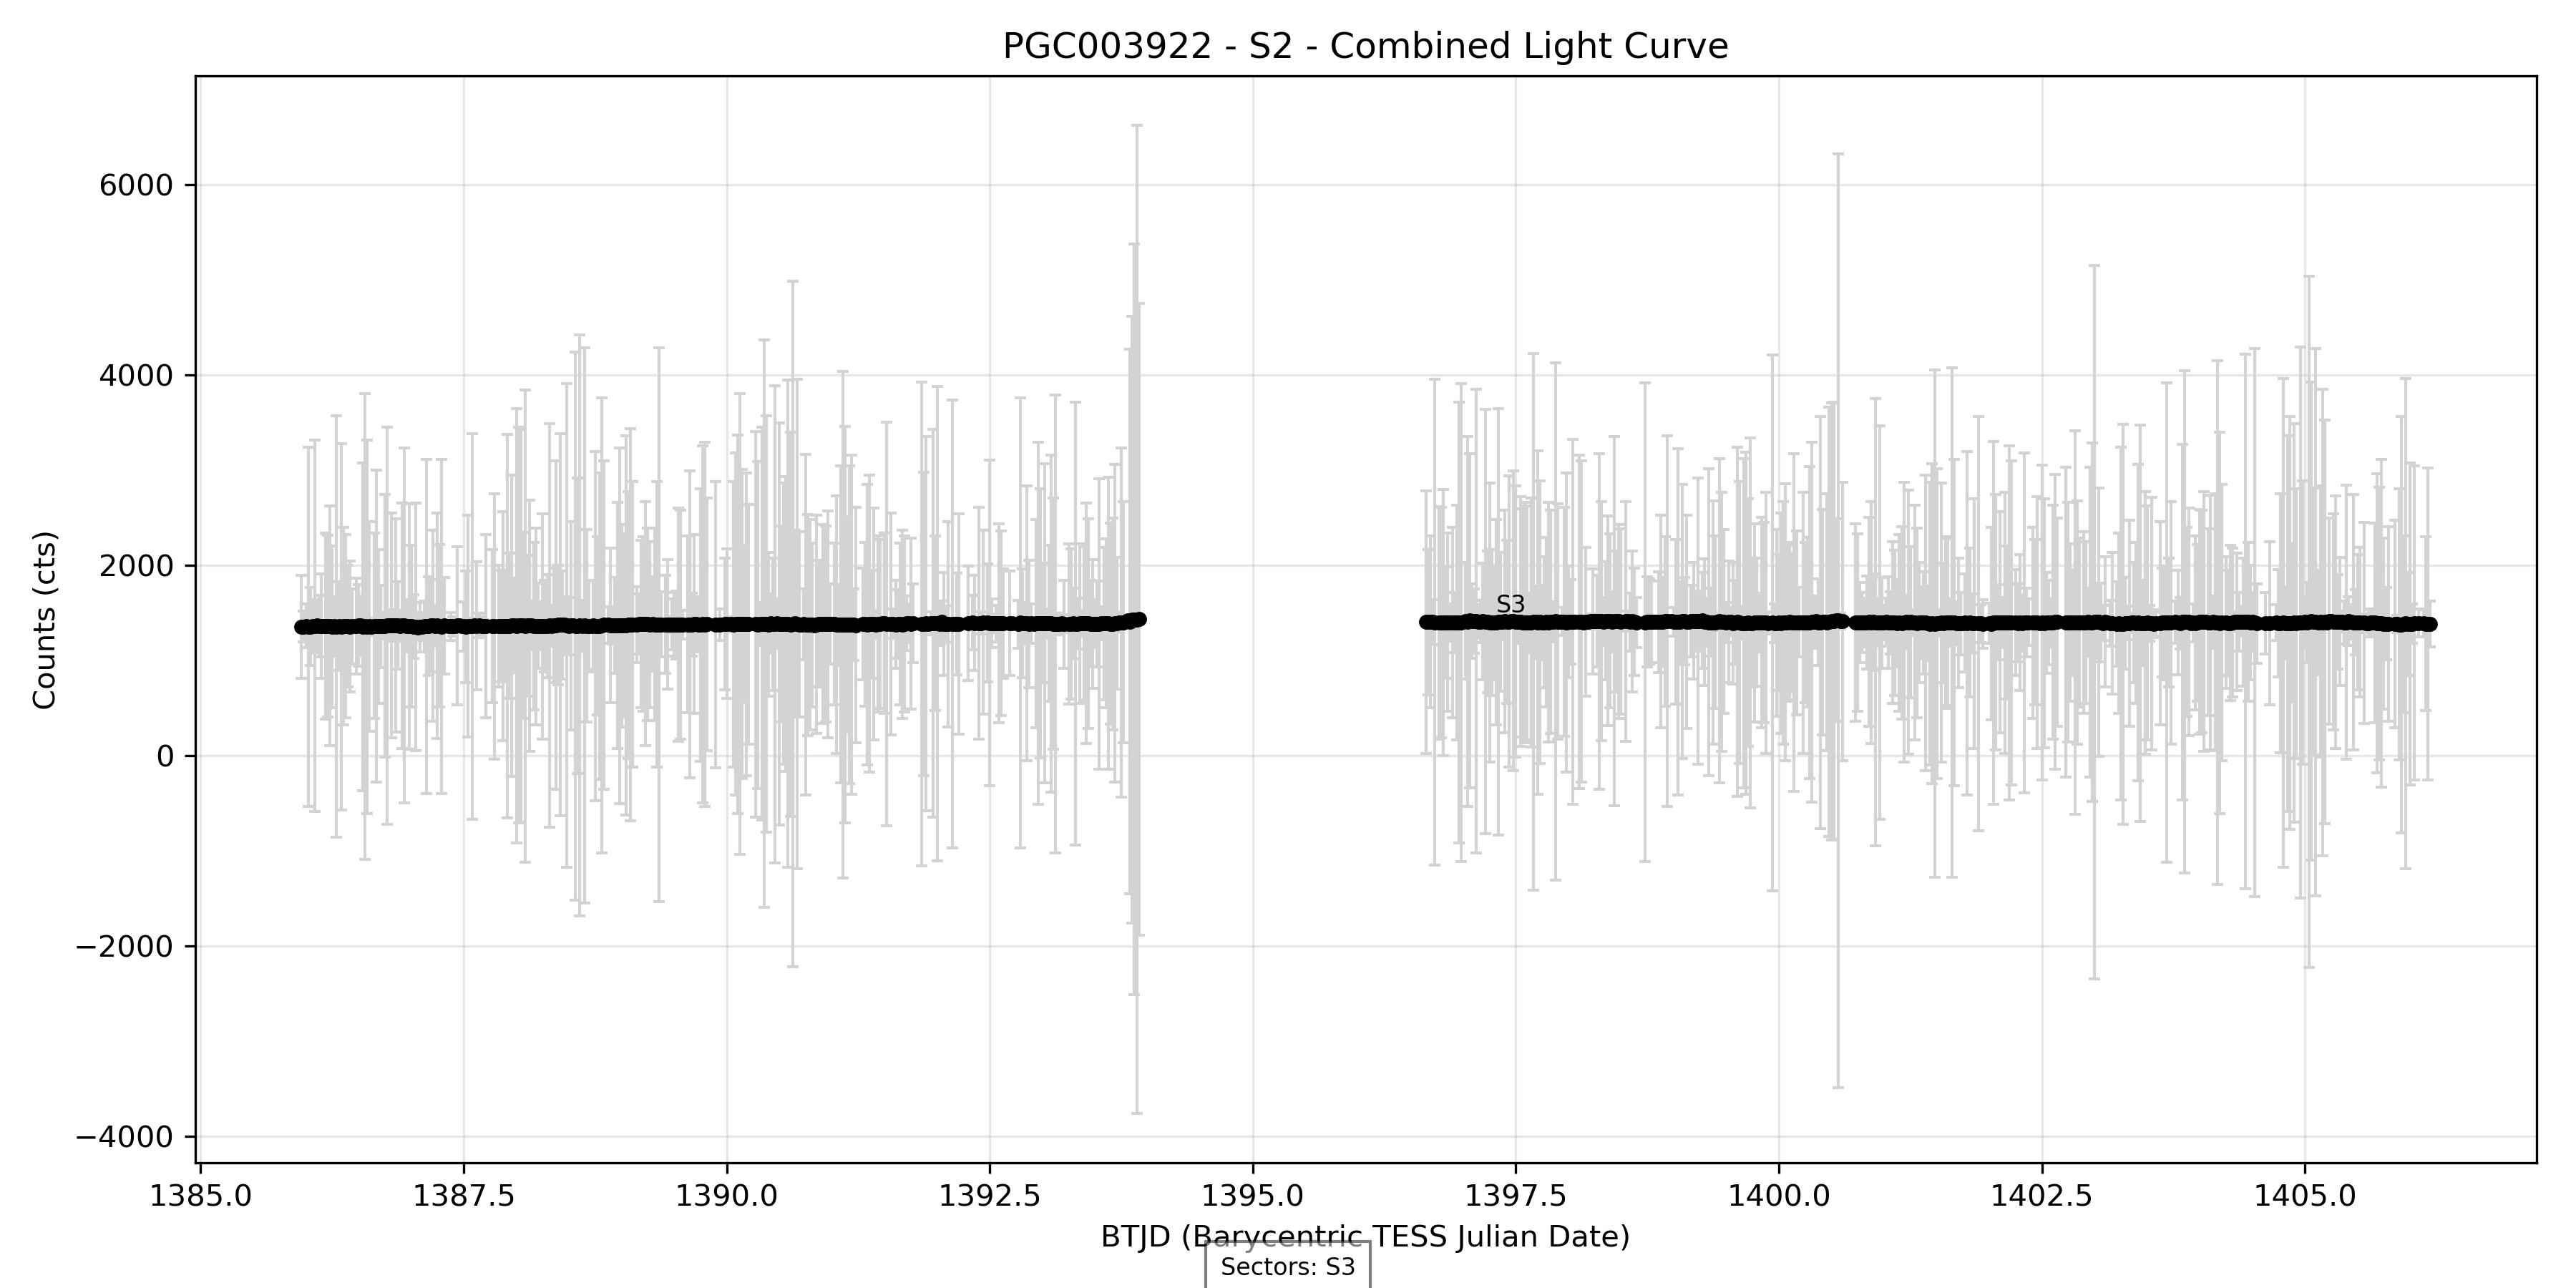 PGC003922 - S2 - Combined Light Curve
Counts (cts)
6000
4000
2000
0
−2000
−4000
S3
1385.0 1387.5 1390.0 1392.5 1395.0 1397.5 1400.0 1402.5 1405.0
BTJD (Barycentric TESS Julian Date)
Sectors: S3